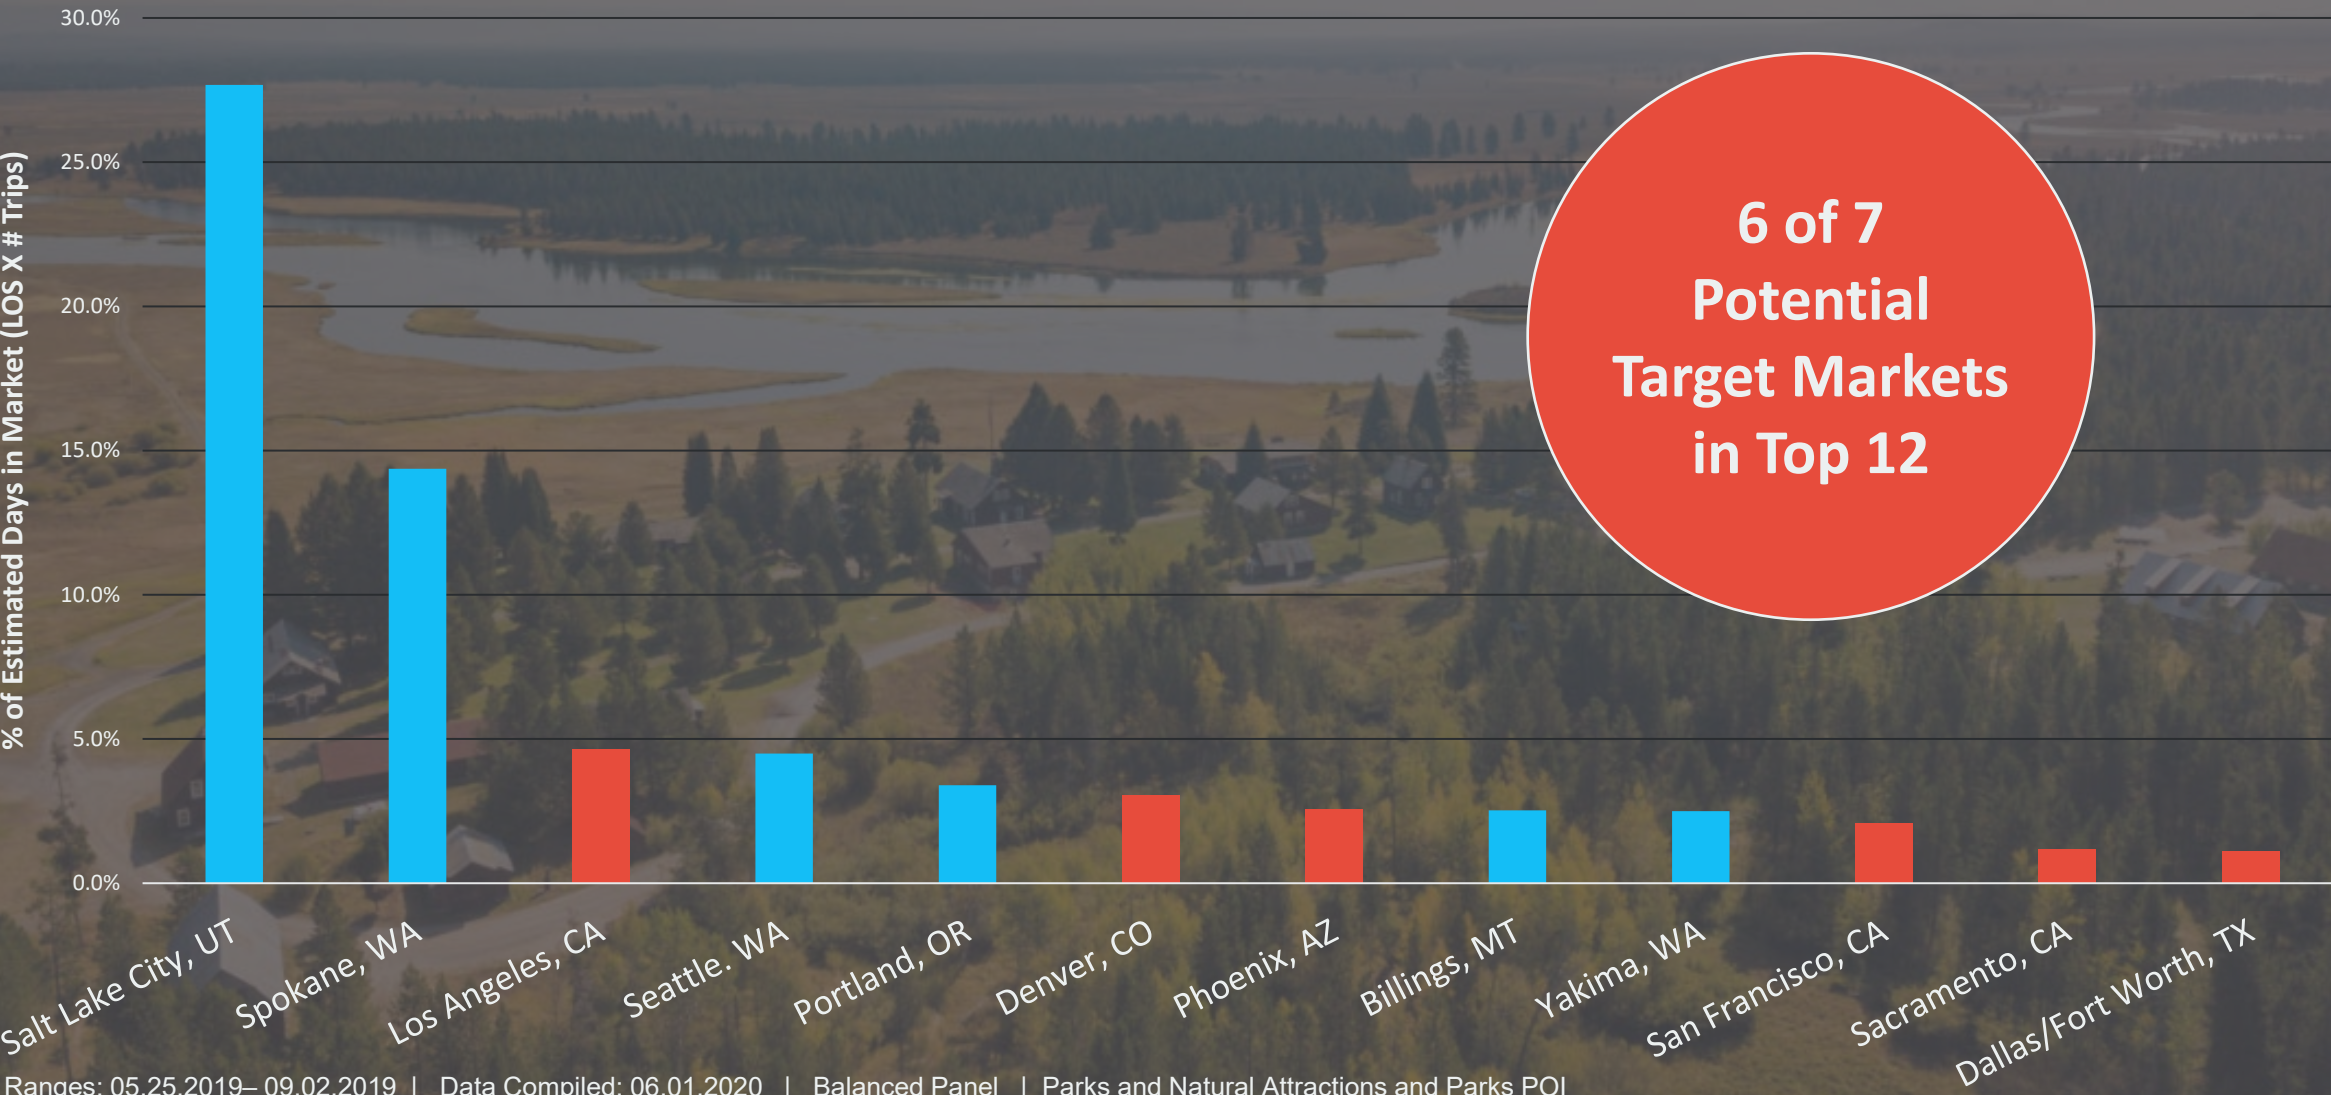 30.0%
25.0%
20.0%
15.0%
10.0%
5.0%
0.0%
% of Estimated Days in Market (LOS X # Trips)
6 of 7
Potential
Target Markets
in Top 12
Salt Lake City, UT
Spokane, WA
Los Angeles, CA
Seattle. WA
Portland, OR
Denver, CO
Phoenix, AZ
Billings, MT
Yakima, WA
San Francisco, CA
Sacramento, CA
Dallas/Fort Worth, TX
Ranges: 05.25.2019– 09.02.2019 | Data Compiled: 06.01.2020 | Balanced Panel | Parks and Natural Attractions and Parks POI